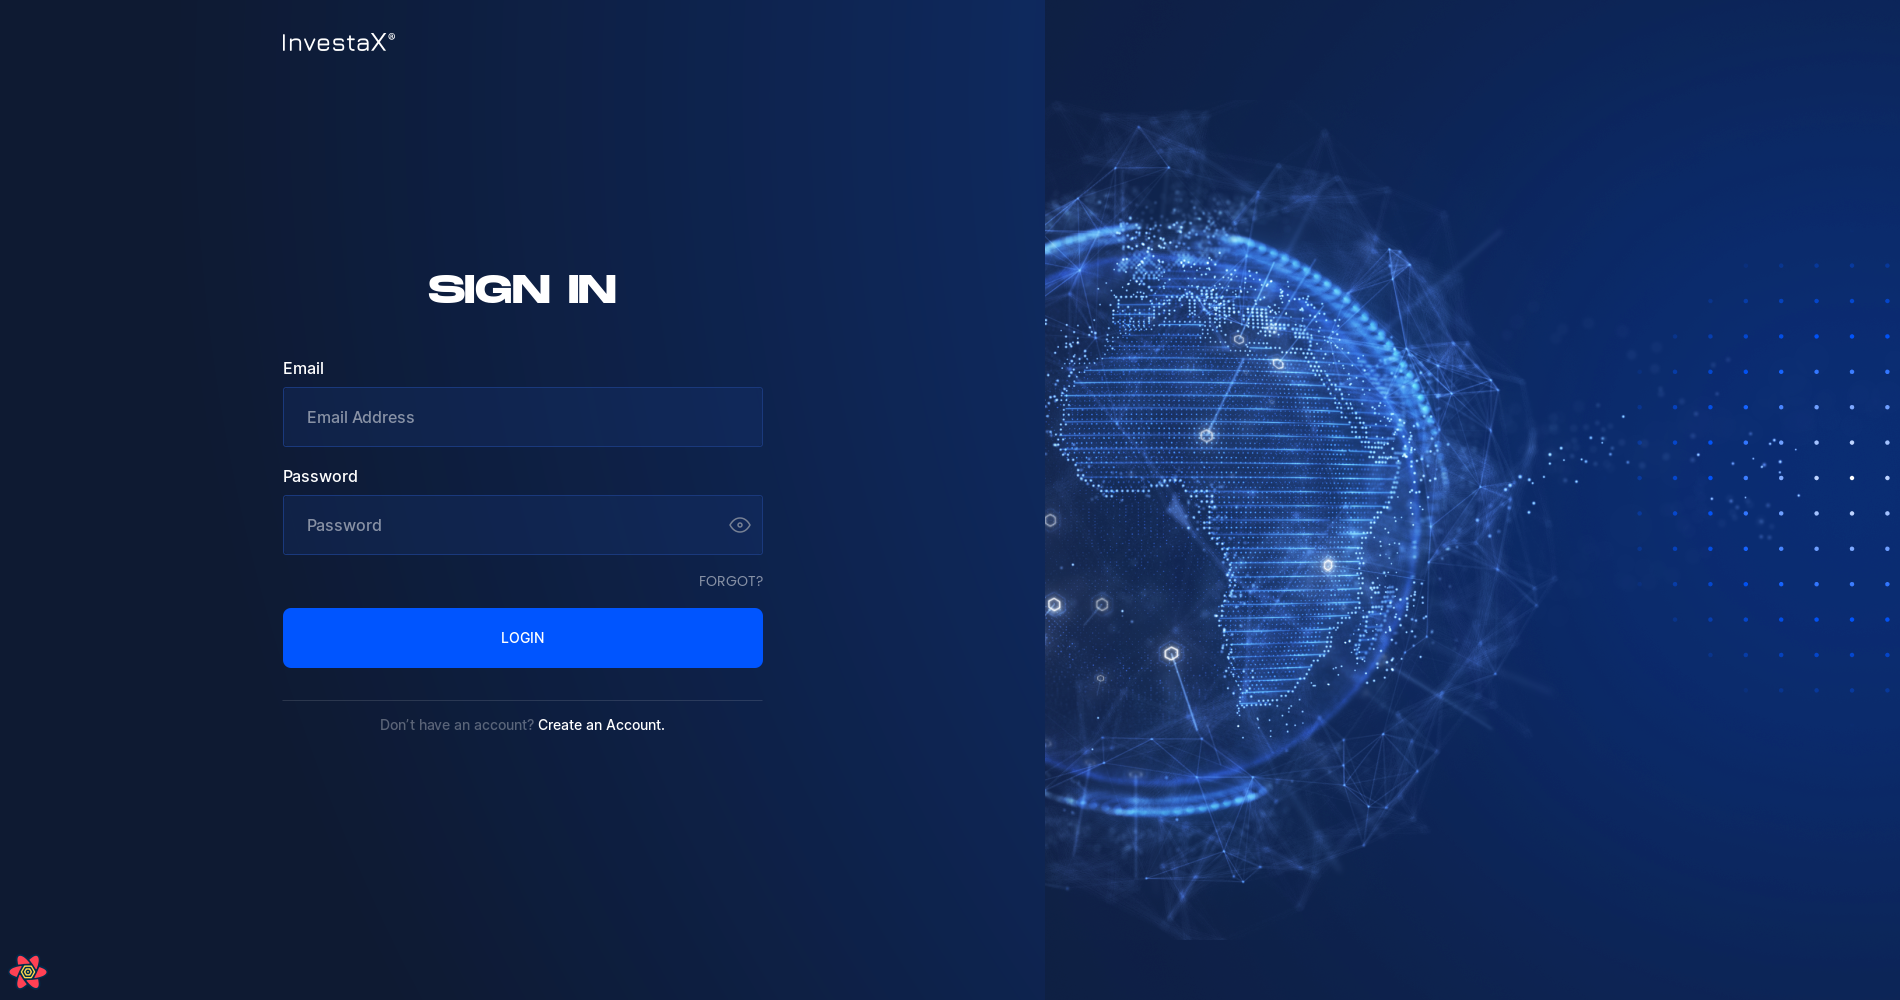 InvestaX®
SIGN IN
Email
Email Address
Password
Password
FORGOT?
LOGIN
Don't have an account? Create an Account.